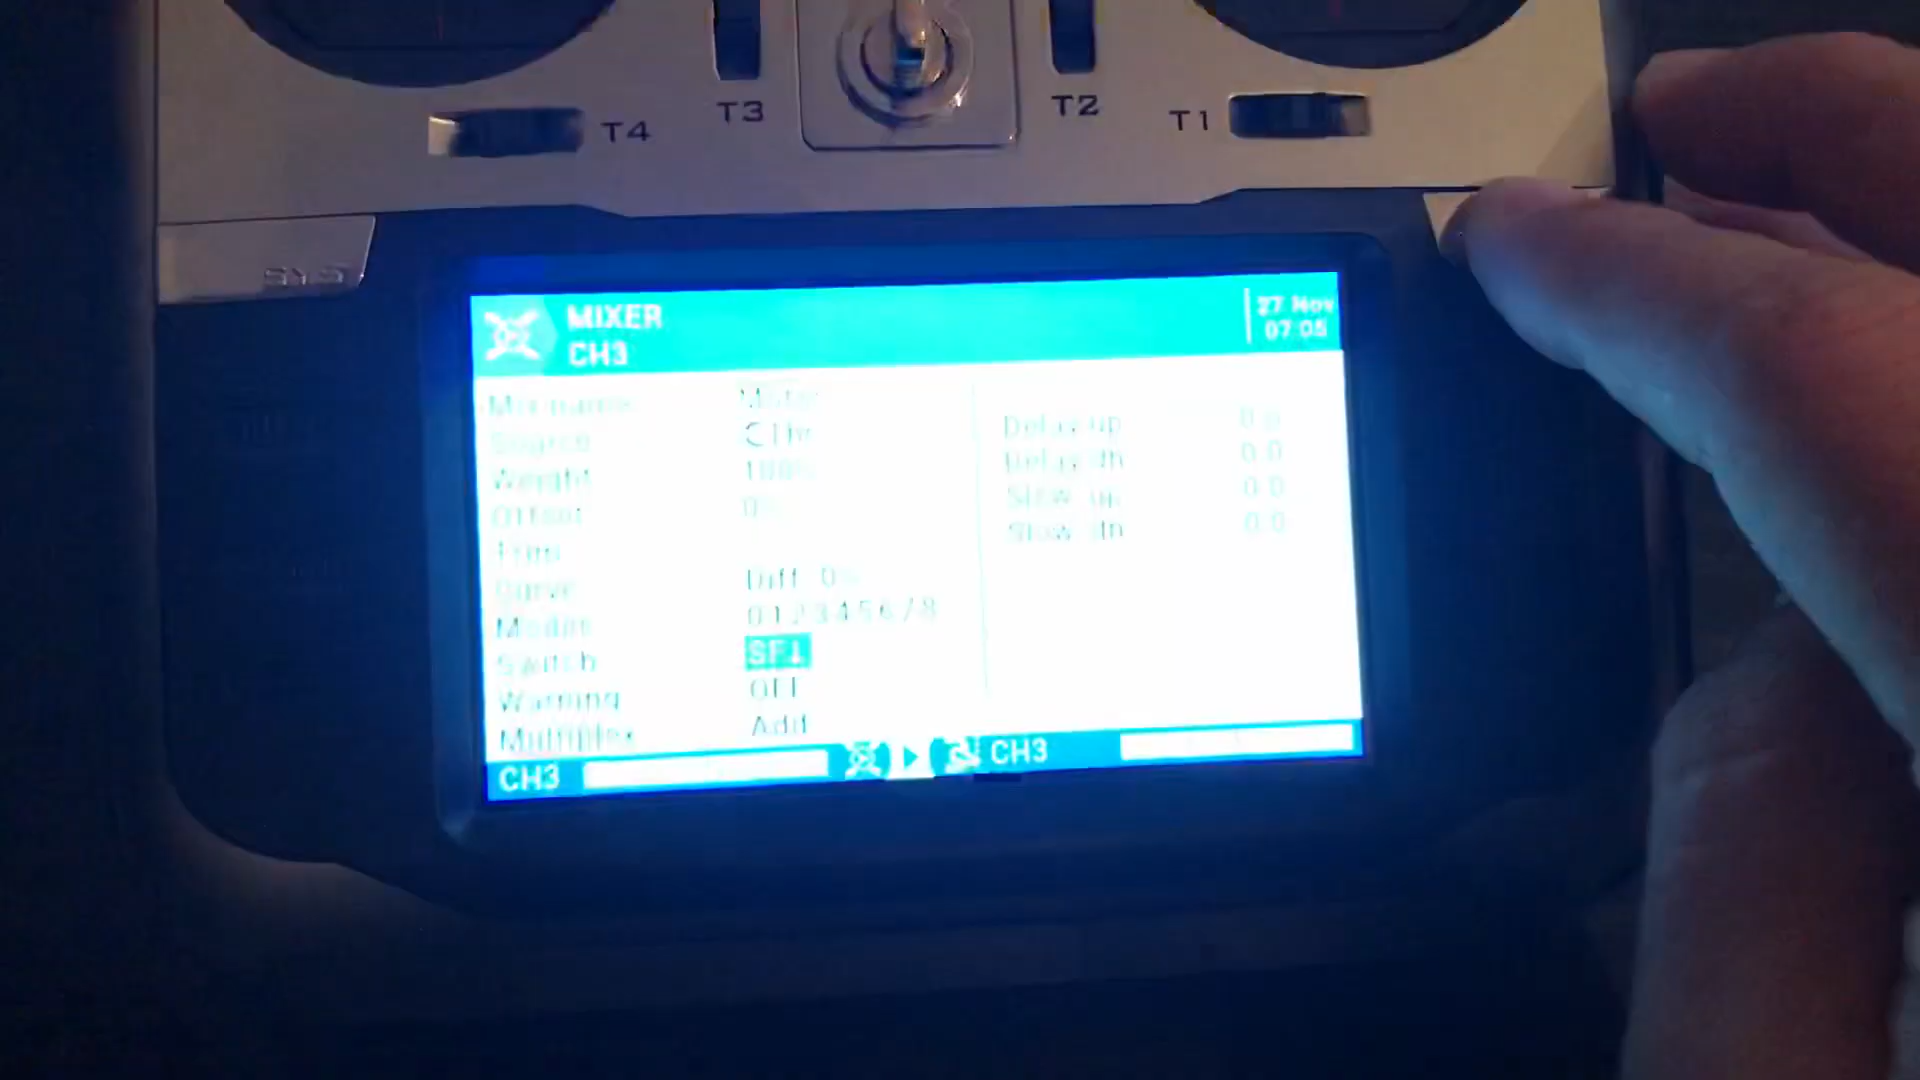 T4
T3
T2
T1
SYS
MIXER
CH3
27 Nov
07:05
Mix name
Source
Weight 100%
Offset 0%
Trim
Curve Diff 0%
Modes 012345678
Switch SF↓
Warning OFF
Multiplex Add
Delay up 0.0
Delay dn 0.0
Slow up 0.0
Slow dn 0.0
CH3
CH3